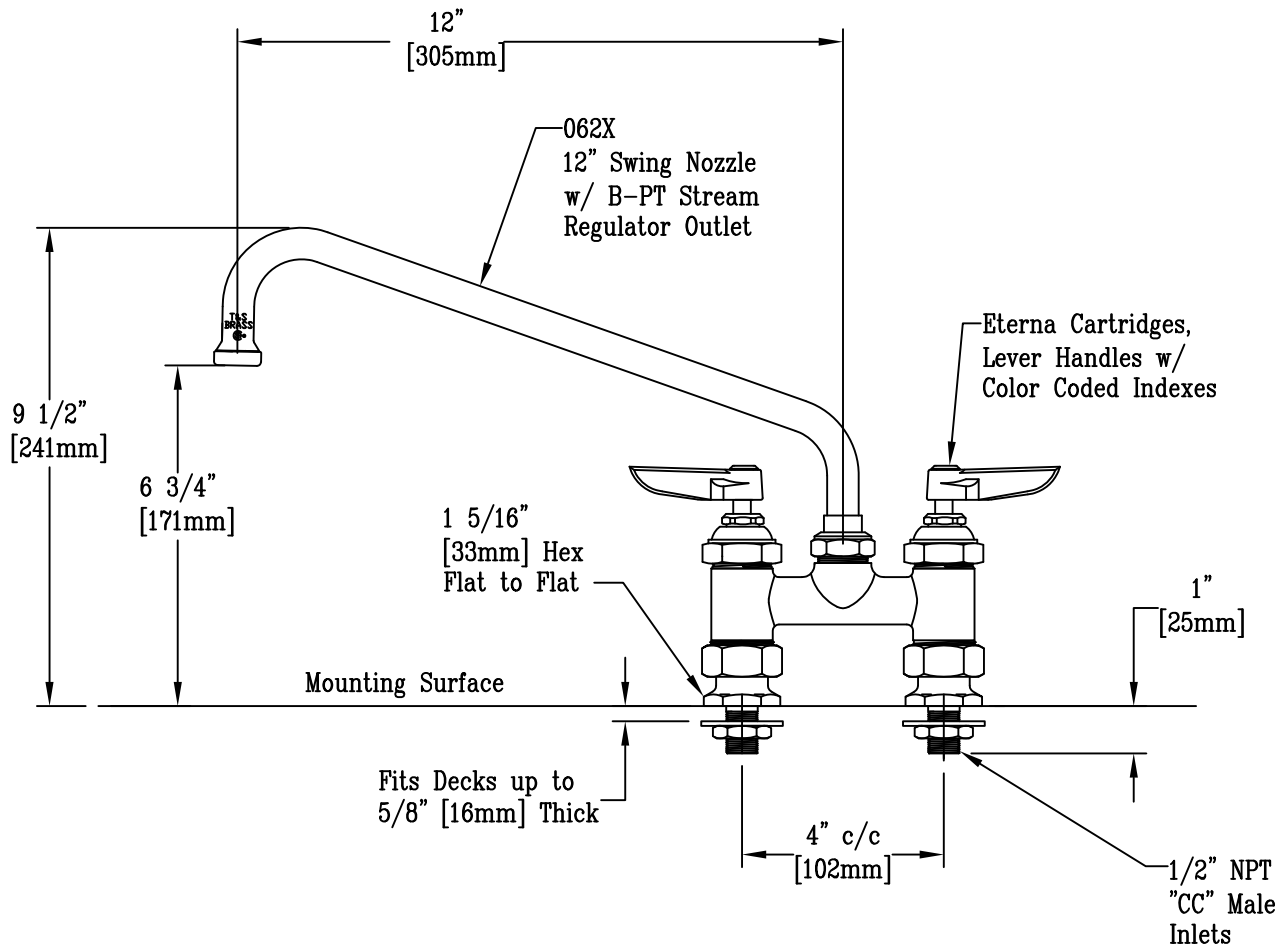 12"
[305mm]
062X
12" Swing Nozzle
w/ B-PT Stream
Regulator Outlet
T&S
BRASS
Eterna Cartridges,
Lever Handles w/
Color Coded Indexes
9 1/2"
[241mm]
6 3/4"
[171mm]
1 5/16"
[33mm] Hex
Flat to Flat
1"
[25mm]
Mounting Surface
Fits Decks up to
5/8" [16mm] Thick
4" c/c
[102mm]
1/2" NPT
"CC" Male
Inlets